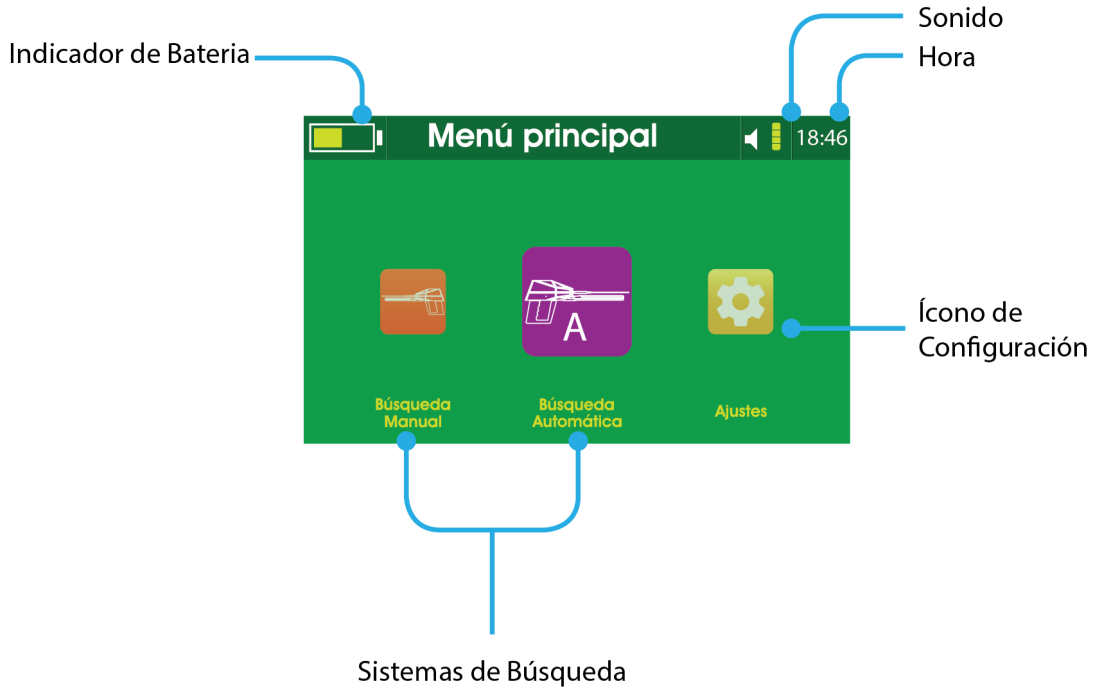 Sonido
Indicador de Bateria
Hora
Menú principal
18:46
A
Ícono de
Configuración
Búsqueda
Manual
Búsqueda
Automática
Ajustes
Sistemas de Búsqueda